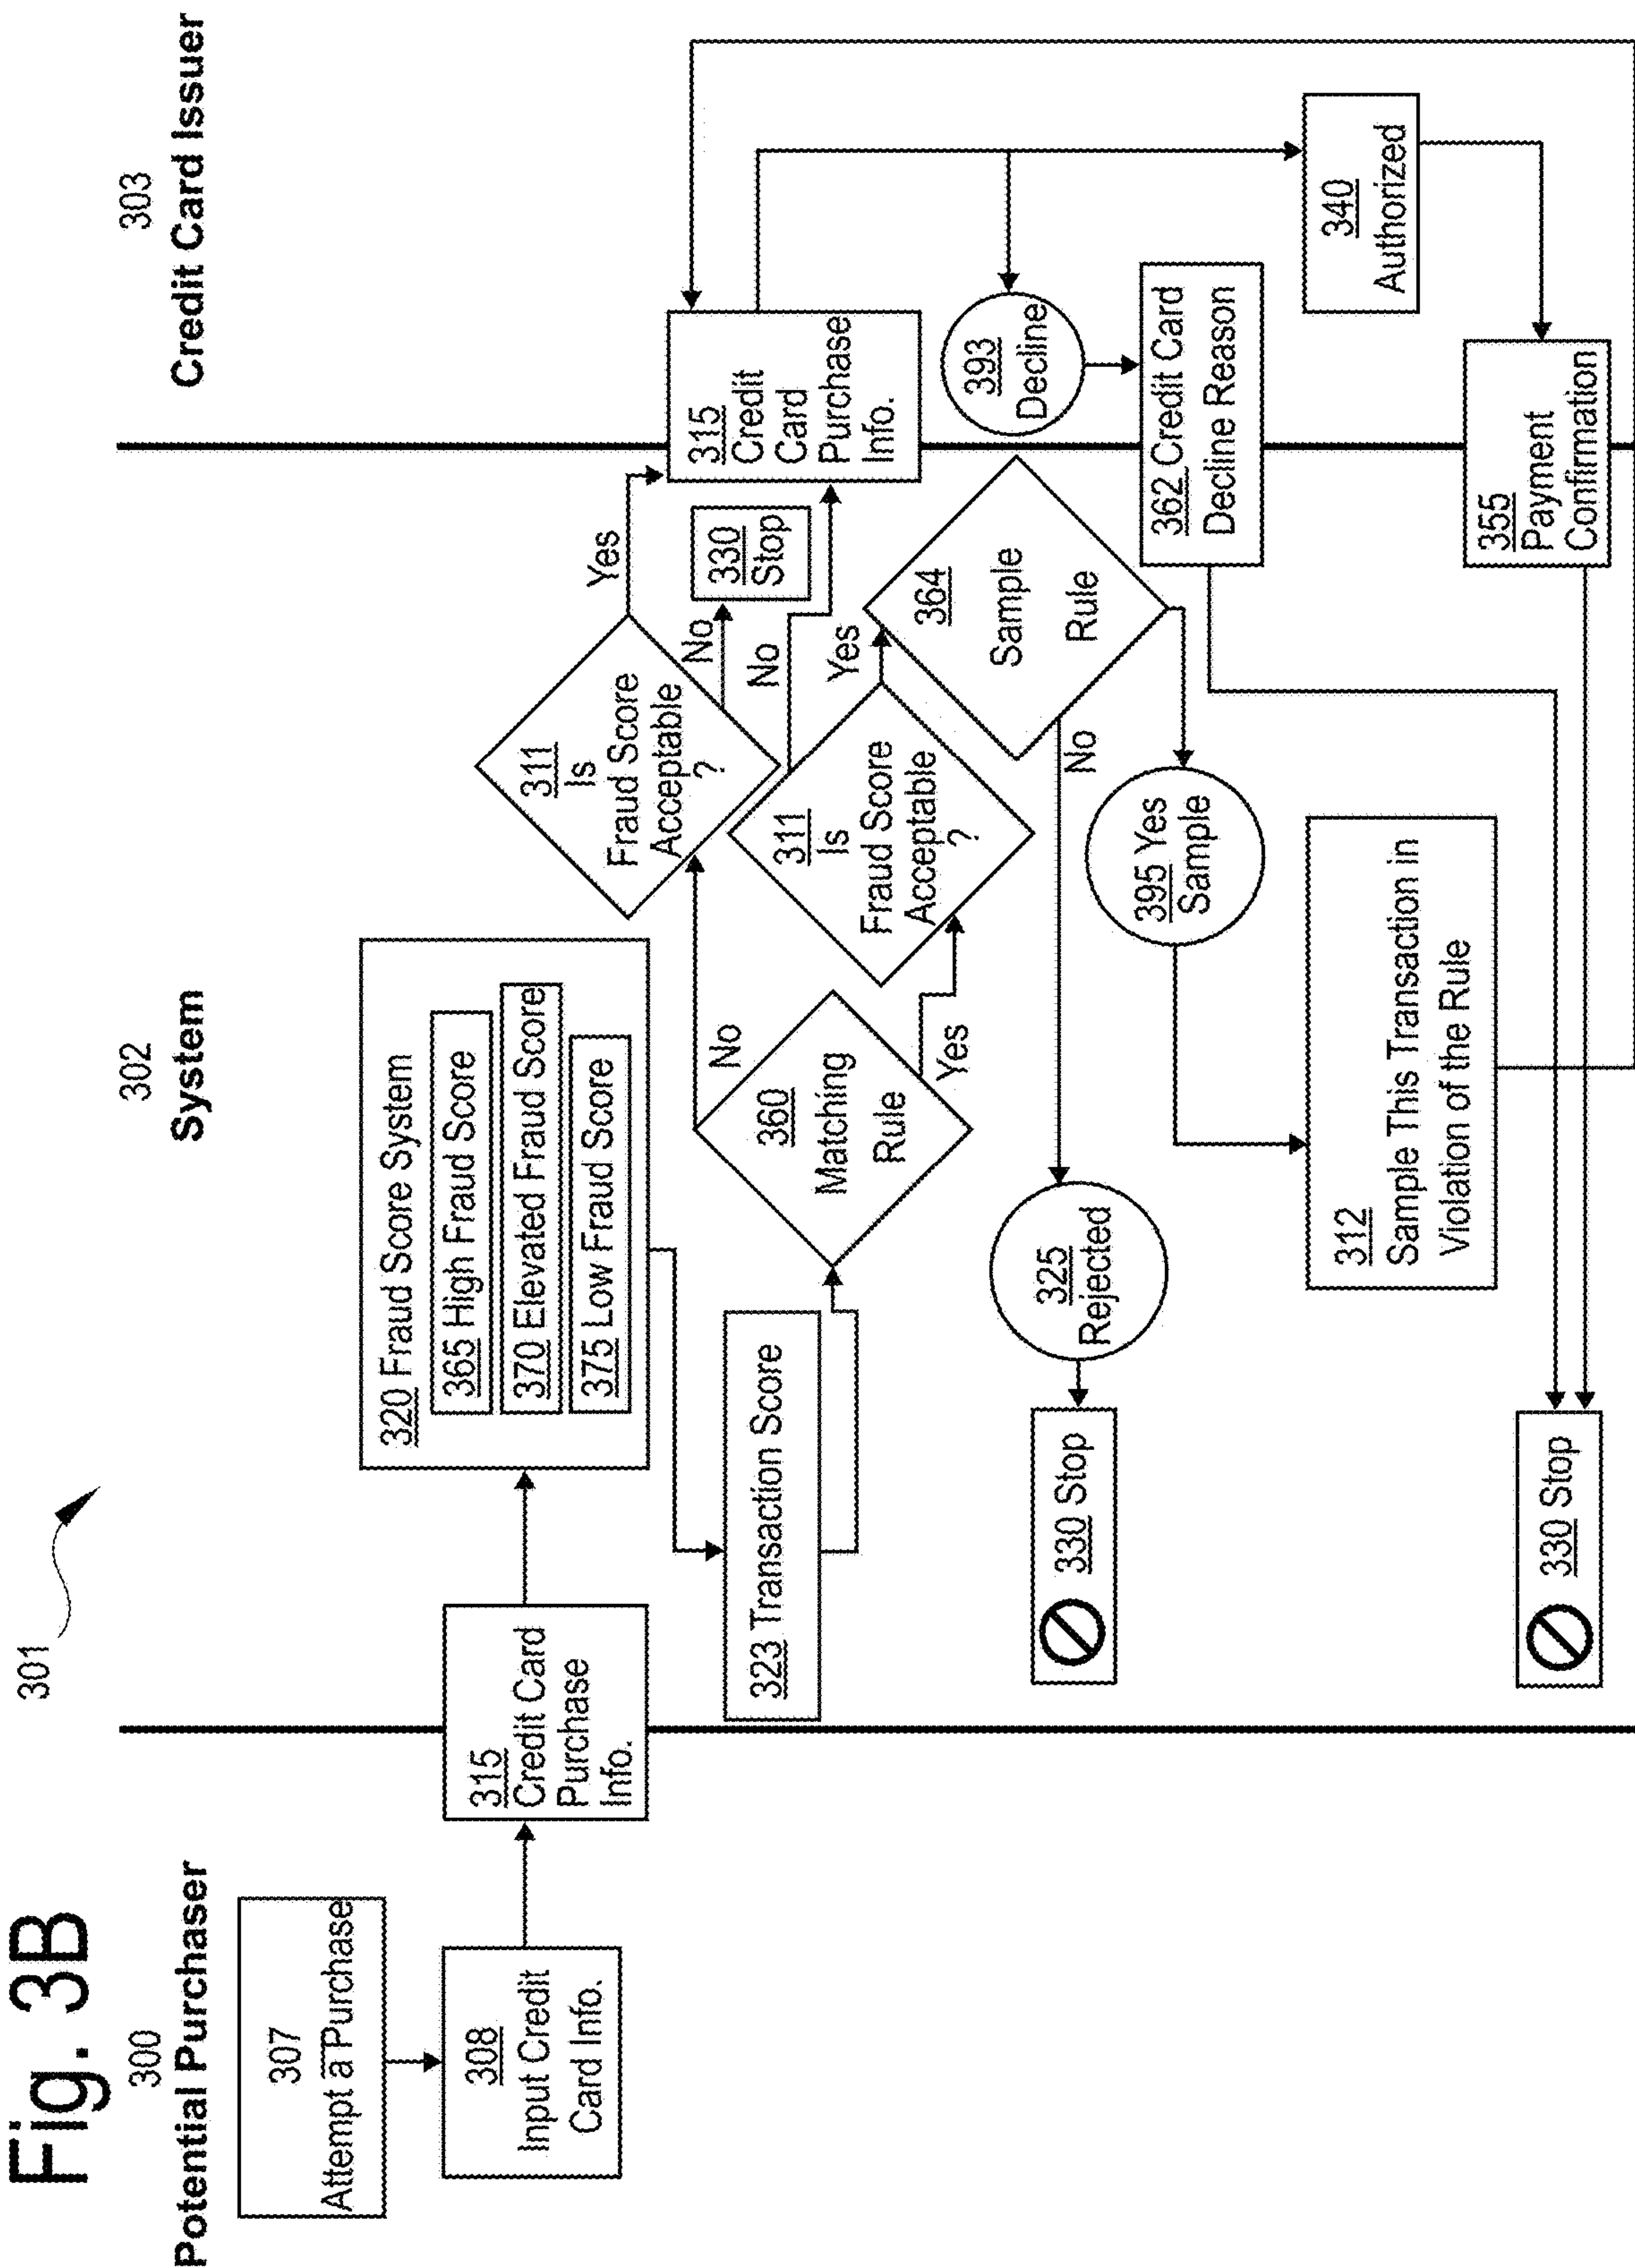 Fig. 3B
301
300
Potential Purchaser
302
System
303
Credit Card Issuer
307
Attempt a Purchase
308
Input Credit
Card Info.
315
Credit Card
Purchase
Info.
320 Fraud Score System
365 High Fraud Score
370 Elevated Fraud Score
375 Low Fraud Score
323 Transaction Score
360
Matching
Rule
No
Yes
311
Is
Fraud Score
Acceptable
?
Yes
No
330
Stop
311
Is
Fraud Score
Acceptable
?
No
Yes
315
Credit
Card
Purchase
Info.
364
Sample
Rule
No
325
Rejected
330 Stop
395 Yes
Sample
312
Sample This Transaction in
Violation of the Rule
393
Decline
362 Credit Card
Decline Reason
340
Authorized
355
Payment
Confirmation
330 Stop